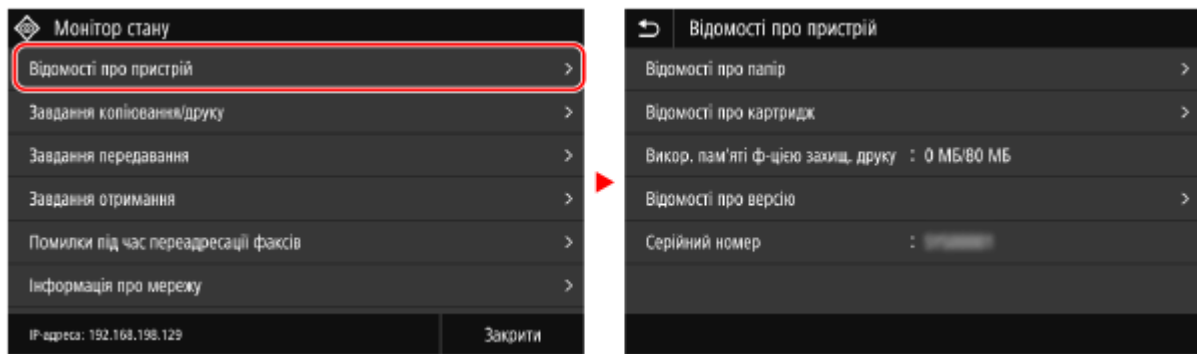 Монітор стану
Відомості про пристрій
Завдання копіювання/друку
Завдання передавання
Завдання отримання
Помилки під час переадресації факсів
Інформація про мережу
IP-адреса: 192.168.198.129
Закрити
Відомості про пристрій
Відомості про папір
Відомості про картридж
Викор. пам'яті ф-цією захищ. друку : 0 МБ/80 МБ
Відомості про версію
Серійний номер :